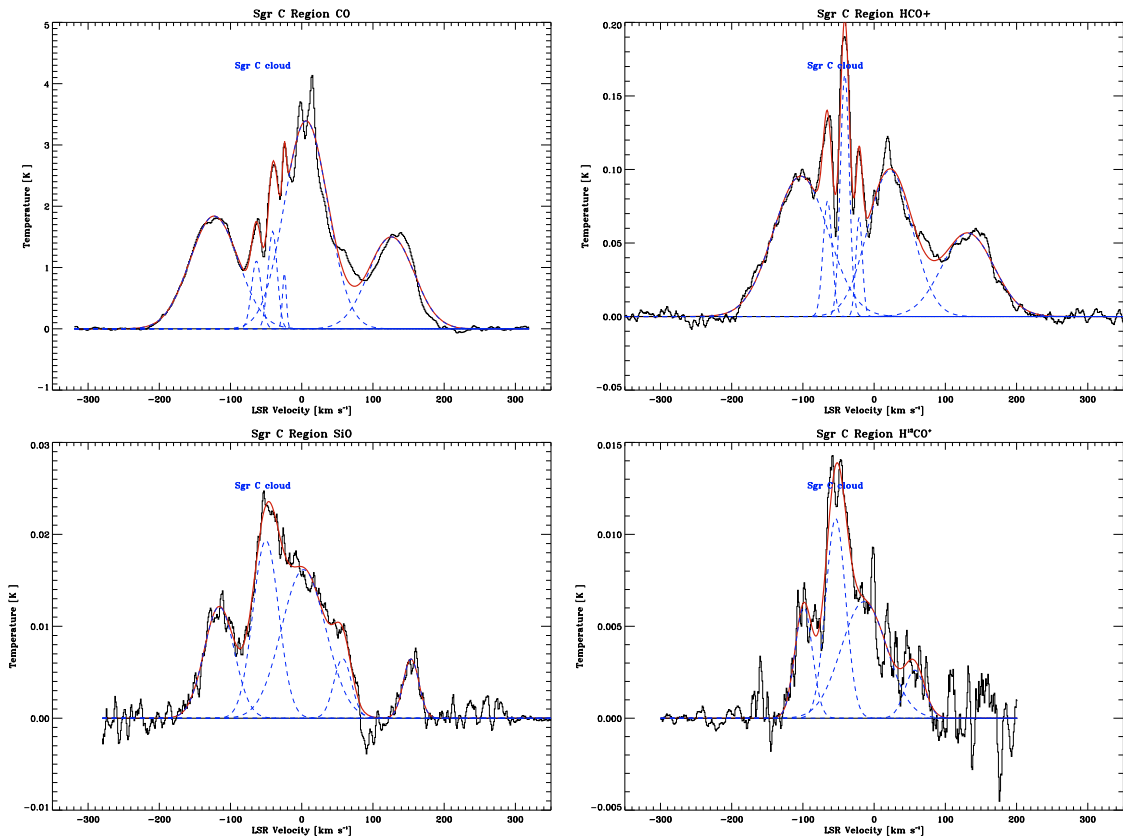 Sgr C Region CO
Sgr C cloud
Temperature [K]
5
4
3
2
1
0
-1
-300 -200 -100 0 100 200 300
LSR Velocity [km s⁻¹]
Sgr C Region HCO+
Sgr C cloud
Temperature [K]
0.20
0.15
0.10
0.05
0.00
-0.05
-300 -200 -100 0 100 200 300
LSR Velocity [km s⁻¹]
Sgr C Region SiO
Sgr C cloud
Temperature [K ]
0.03
0.02
0.01
0.00
-0.01
-300 -200 -100 0 100 200 300
LSR Velocity [km s⁻¹]
Sgr C Region H¹³CO⁺
Sgr C cloud
Temperature [K ]
0.015
0.010
0.005
0.000
-0.005
-300 -200 -100 0 100 200 300
LSR Velocity [km s⁻¹]